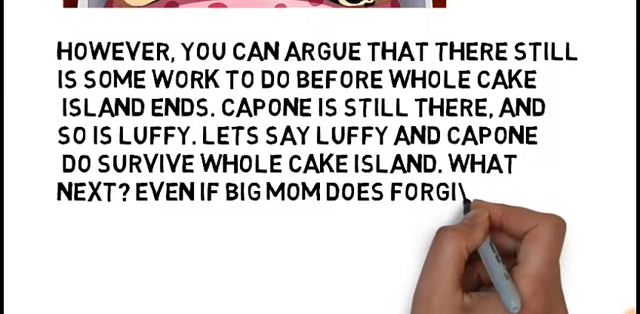 HOWEVER, YOU CAN ARGUE THAT THERE STILL
IS SOME WORK TO DO BEFORE WHOLE CAKE
ISLAND ENDS. CAPONE IS STILL THERE, AND
SO IS LUFFY. LETS SAY LUFFY AND CAPONE
DO SURVIVE WHOLE CAKE ISLAND. WHAT
NEXT? EVEN IF BIG MOM DOES FORGI